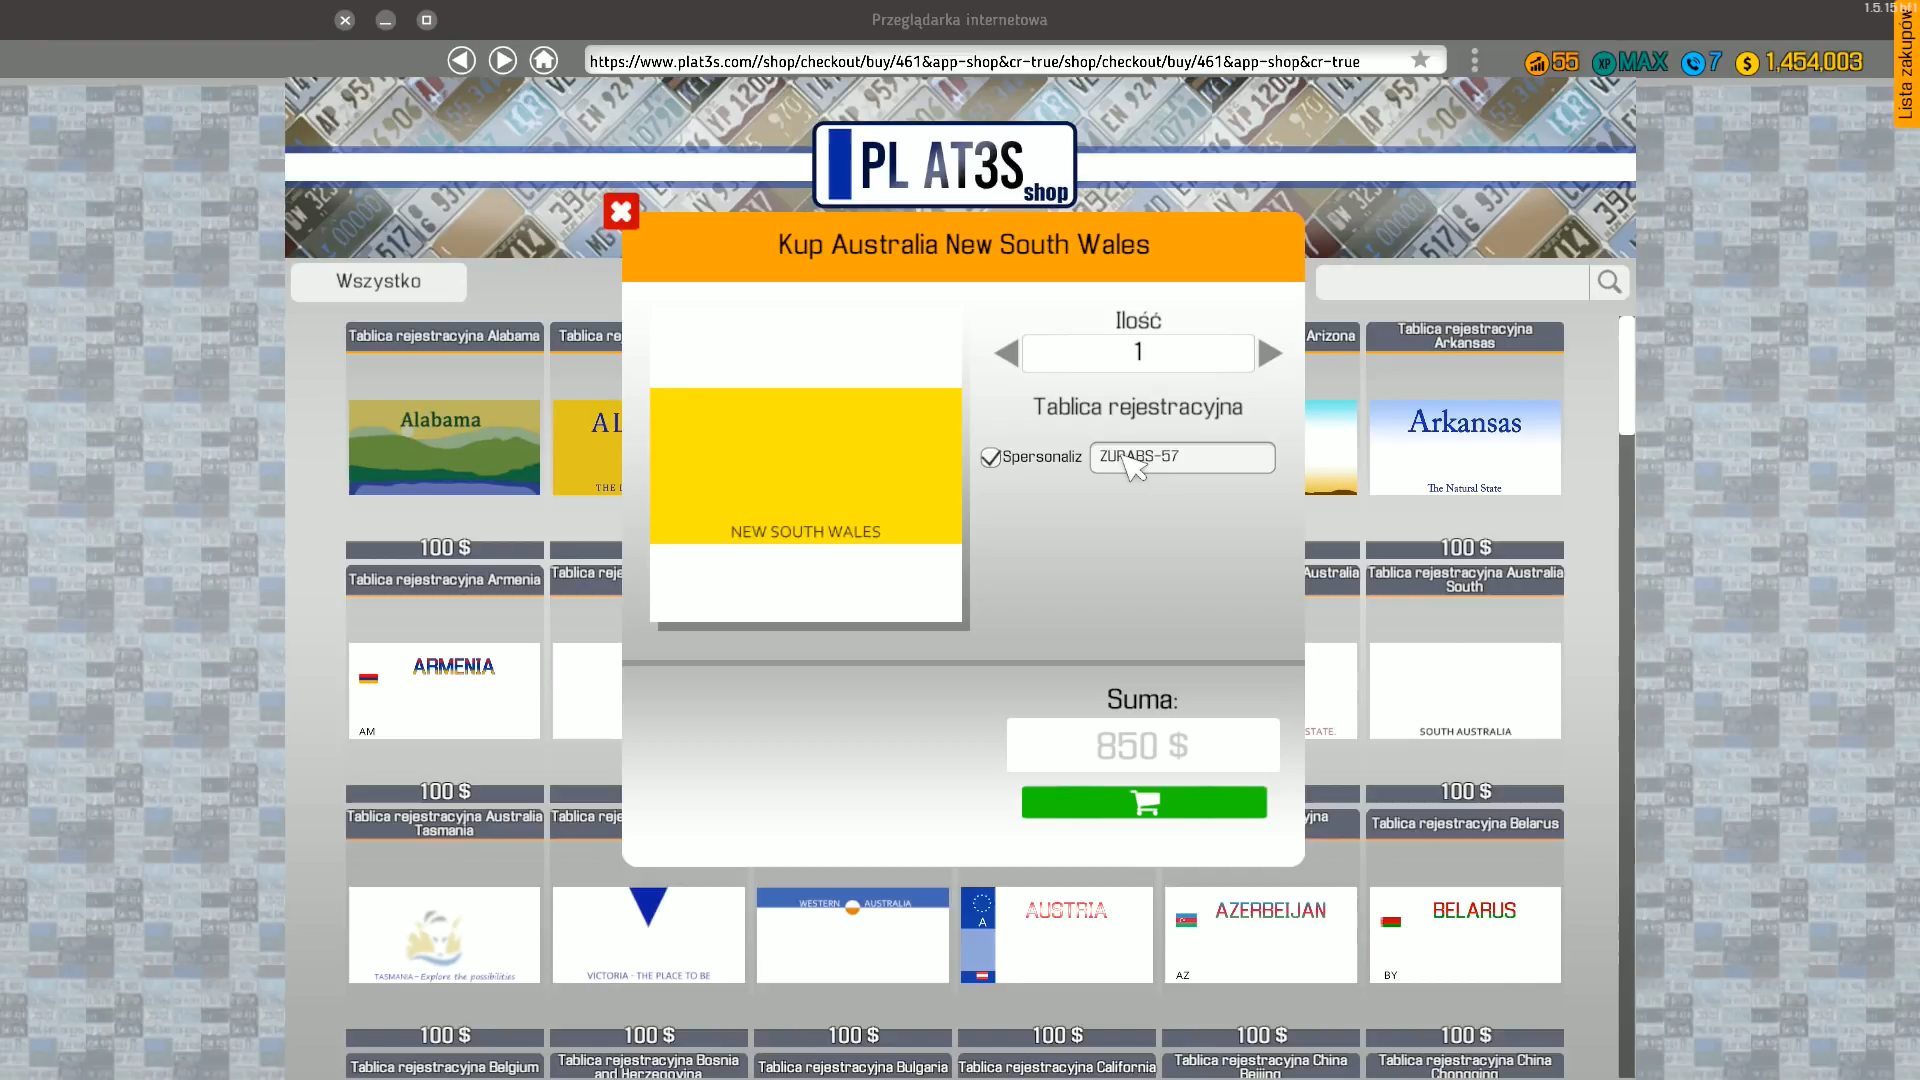 Przeglądarka internetowa
Lista zakupów
https://www.plat3s.com//shop/checkout/buy/461&app-shop&cr-true/shop/checkout/buy/461&app-shop&cr-true
55
XP MAX
7
$ 1,454,003
PL AT3S
shop
Kup Australia New South Wales
Wszystko
Ilość
1
Tablica rejestracyjna
Spersonaliz
NEW SOUTH WALES
Suma:
850 $
Tablica rejestracyjna Alabama
Arizona
Tablica rejestracyjna
Arkansas
Alabama
Arkansas
The Natural State
100 $
100 $
Tablica rejestracyjna Armenia
Australia
Tablica rejestracyjna Australia
South
ARMENIA
AM
STATE.
SOUTH AUSTRALIA
100 $
100 $
Tablica rejestracyjna Australia
Tasmania
Tablica rejestracyjna Belarus
TASMANIA - Explore the possibilities
VICTORIA - THE PLACE TO BE
WESTERN AUSTRALIA
A
AUSTRIA
AZERBEIJAN
AZ
BELARUS
BY
100 $
100 $
100 $
100 $
100 $
100 $
Tablica rejestracyjna Belgium
Tablica rejestracyjna Bosnia
and Herzegovina
Tablica rejestracyjna Bulgaria
Tablica rejestracyjna California
Tablica rejestracyjna China
Beijing
Tablica rejestracyjna China
Chongqing